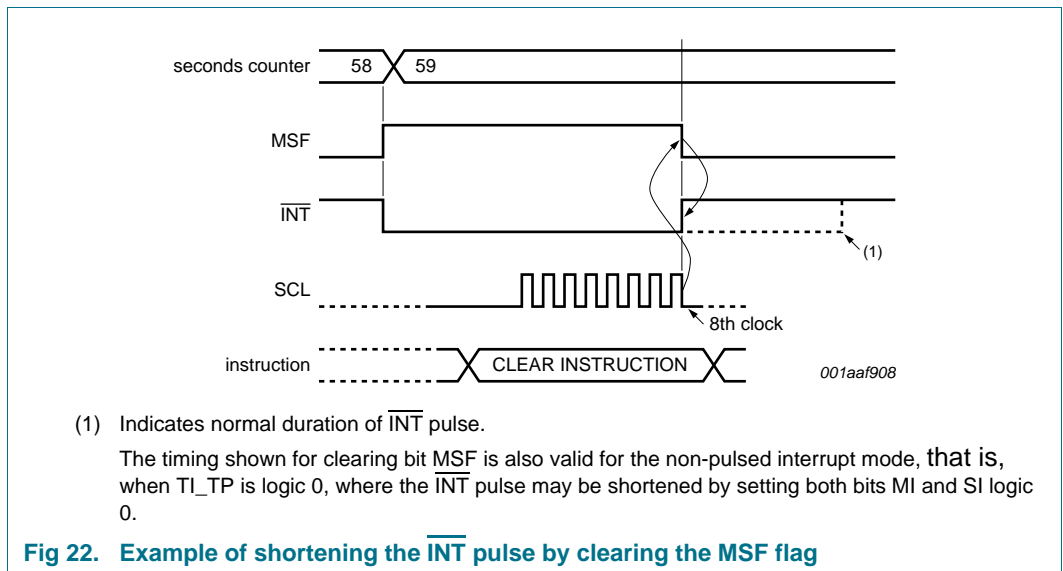 seconds counter 58 59
MSF
INT
(1)
SCL
8th clock
instruction CLEAR INSTRUCTION
001aaf908
(1) Indicates normal duration of INT pulse.
The timing shown for clearing bit MSF is also valid for the non-pulsed interrupt mode, that is,
when TI_TP is logic 0, where the INT pulse may be shortened by setting both bits MI and SI logic
0.
Fig 22. Example of shortening the INT pulse by clearing the MSF flag